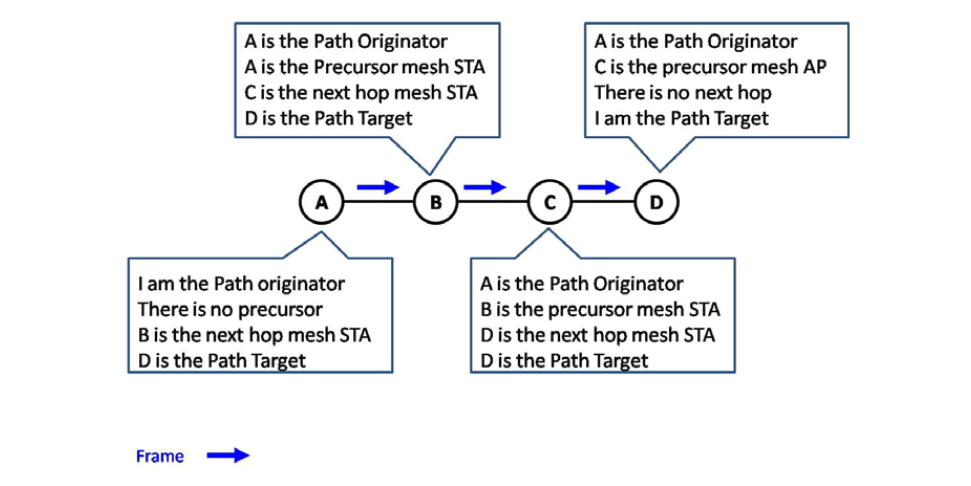 A is the Path Originator
A is the Precursor mesh STA
C is the next hop mesh STA
D is the Path Target
A is the Path Originator
C is the precursor mesh AP
There is no next hop
I am the Path Target
A
B
C
D
I am the Path originator
There is no precursor
B is the next hop mesh STA
D is the Path Target
A is the Path Originator
B is the precursor mesh STA
D is the next hop mesh STA
D is the Path Target
Frame